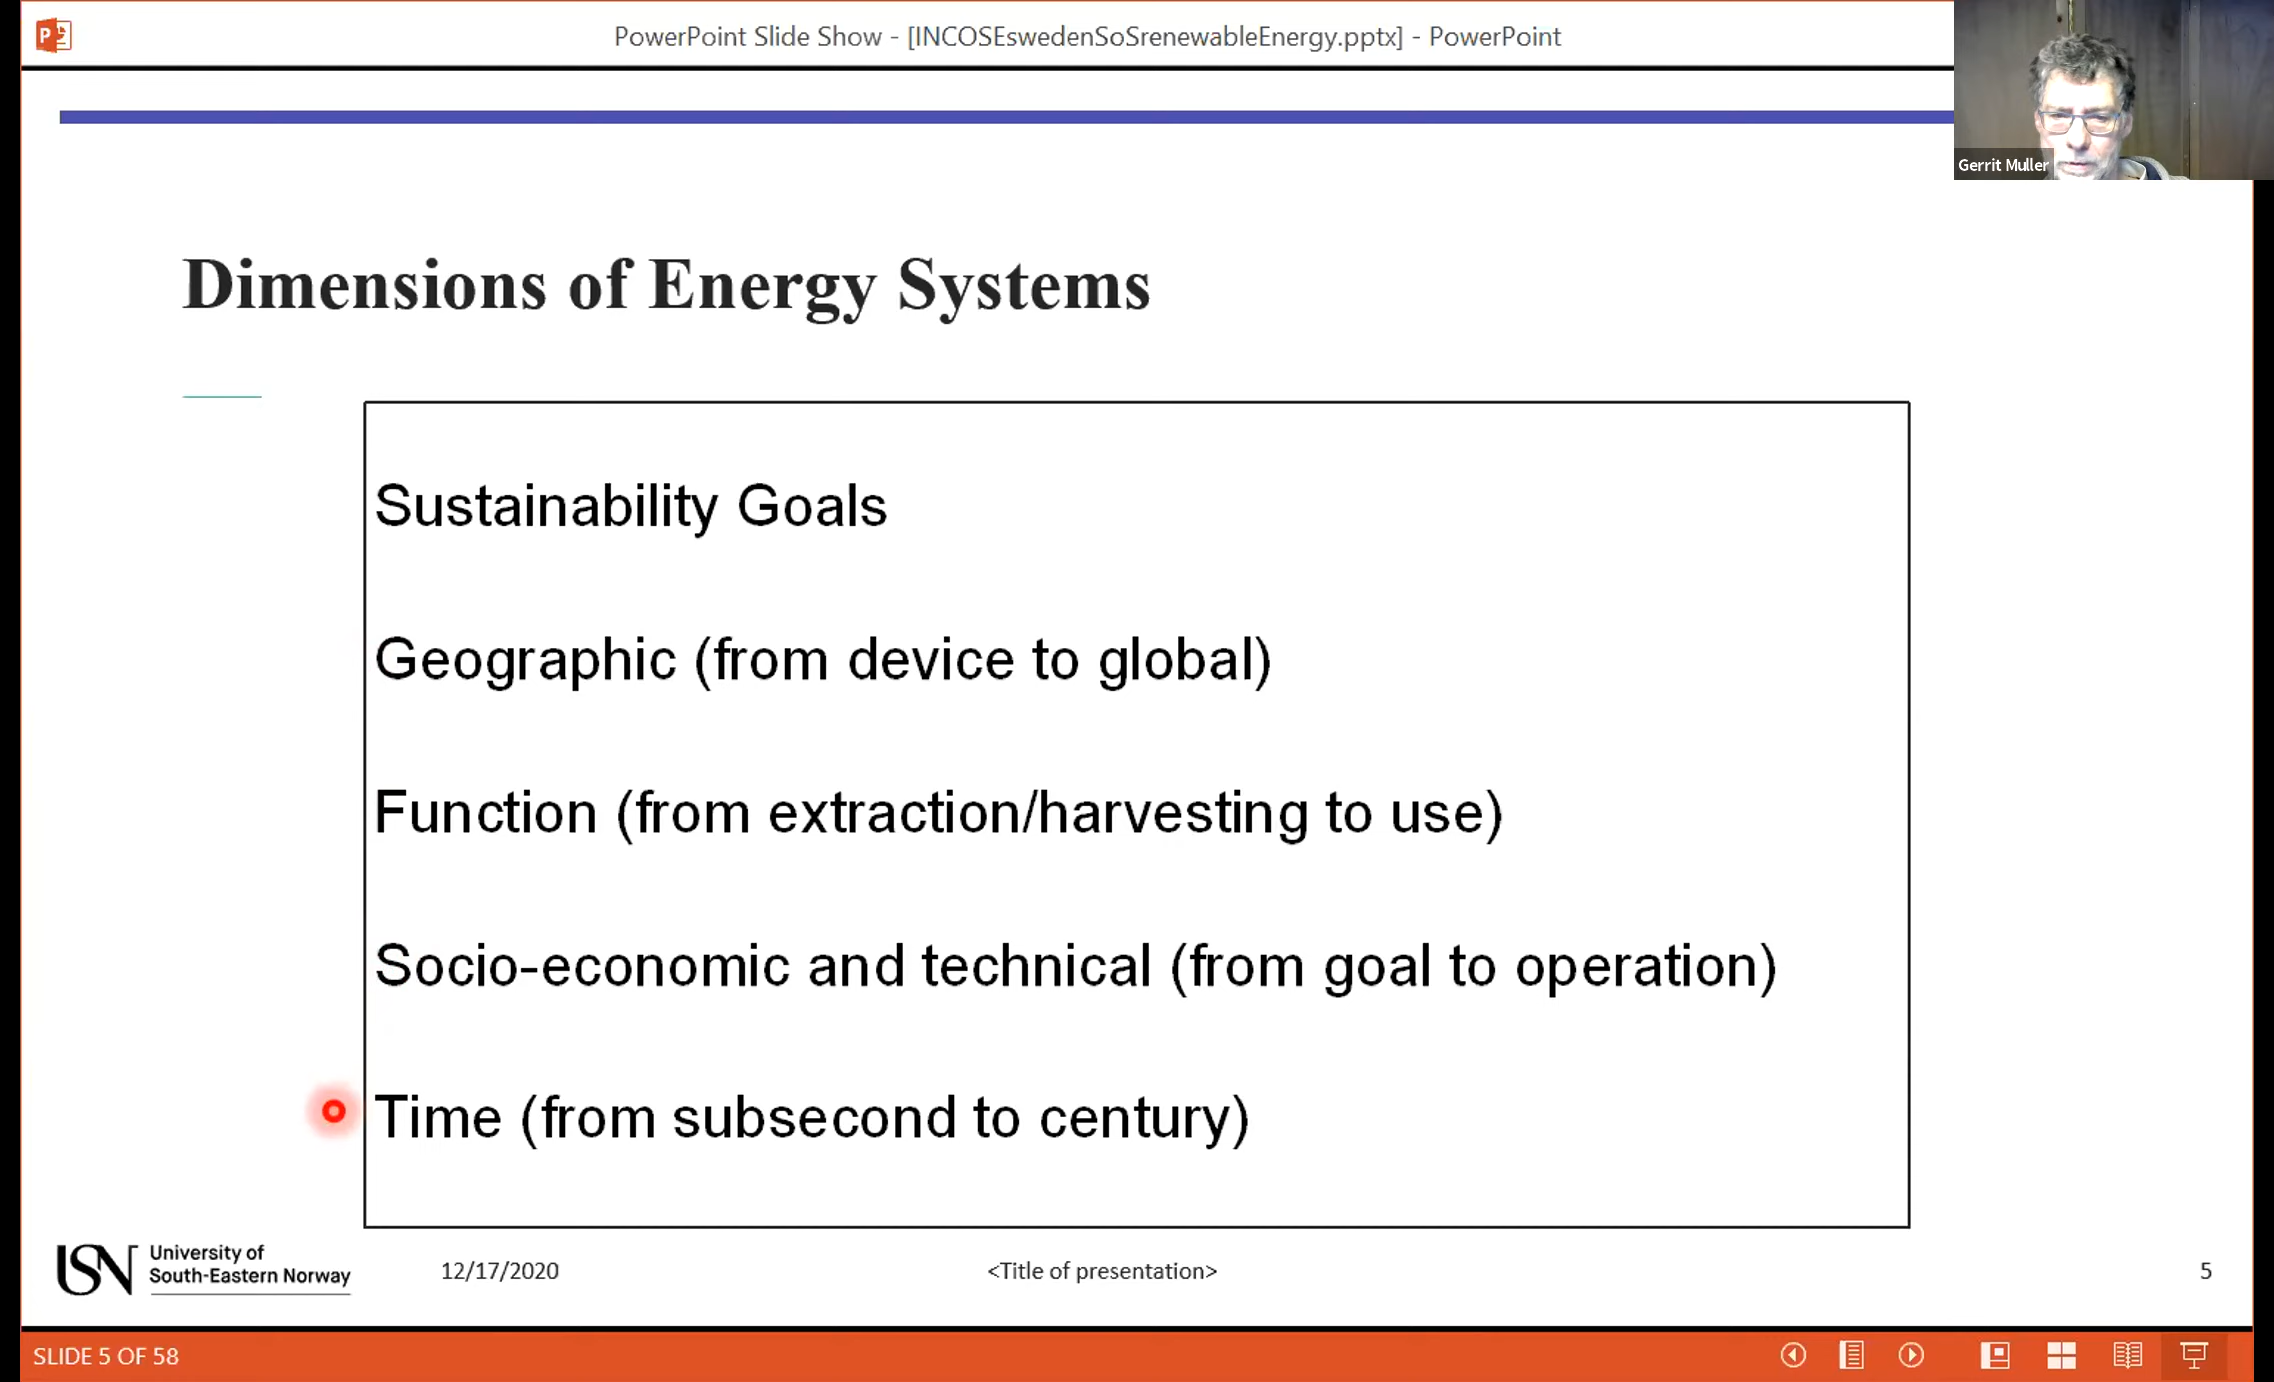 PowerPoint Slide Show - [INCOSEswedenSoSrenewableEnergy.pptx] - PowerPoint
Gerrit Muller
Dimensions of Energy Systems
Sustainability Goals
Geographic (from device to global)
Function (from extraction/harvesting to use)
Socio-economic and technical (from goal to operation)
Time (from subsecond to century)
USN University of
South-Eastern Norway
12/17/2020
<Title of presentation>
5
SLIDE 5 OF 58